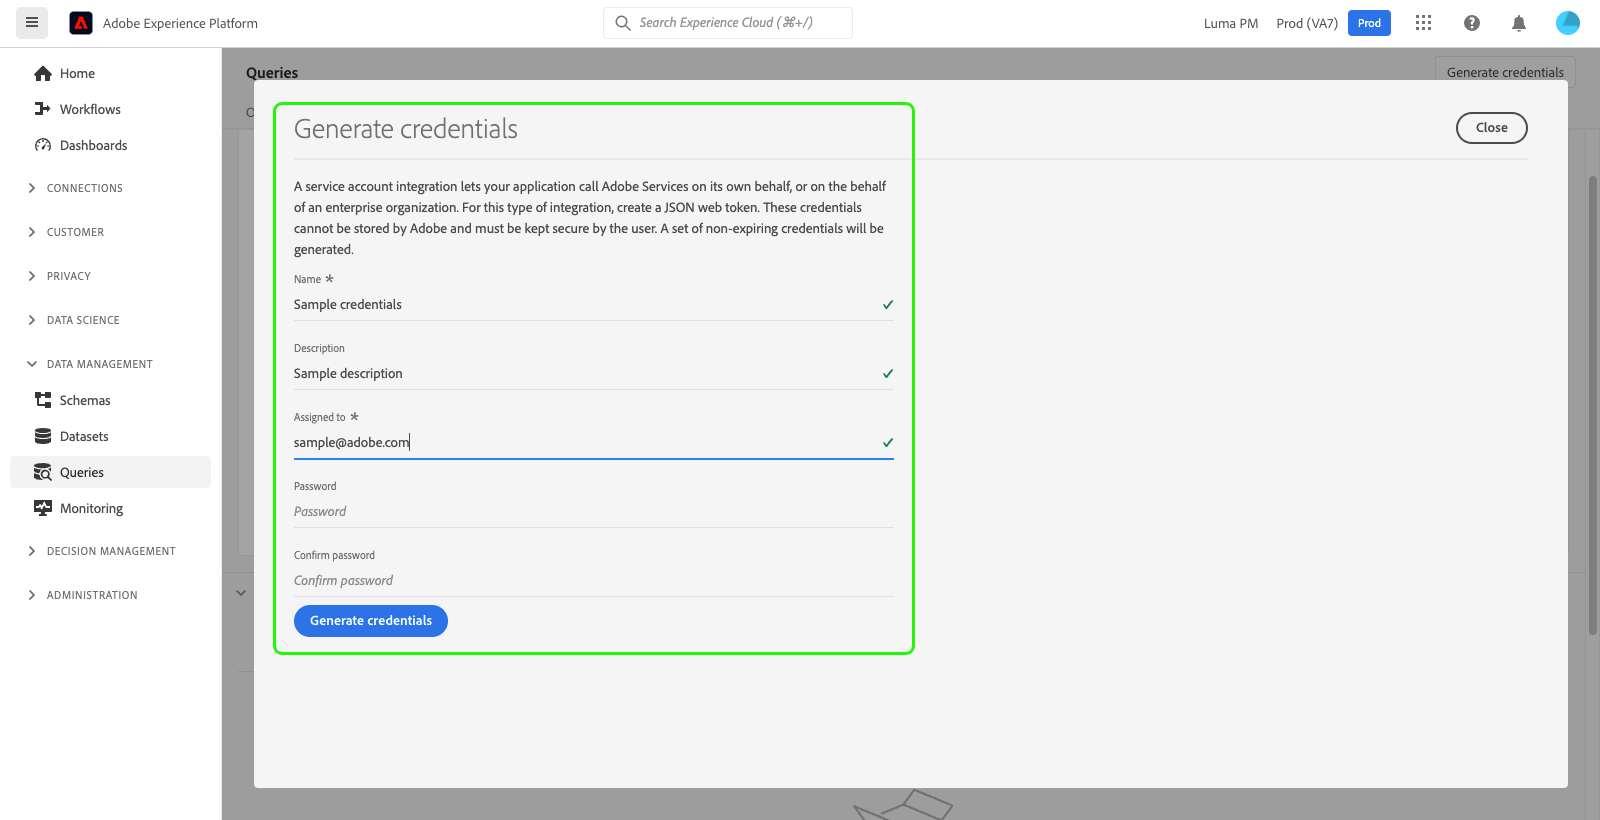 Adobe Experience Platform
Search Experience Cloud (⌘+/)
Luma PM
Prod (VA7)
Prod
Home
Workflows
Dashboards
CONNECTIONS
CUSTOMER
PRIVACY
DATA SCIENCE
DATA MANAGEMENT
Schemas
Datasets
Queries
Monitoring
DECISION MANAGEMENT
ADMINISTRATION
Queries
Generate credentials
Generate credentials
Close
A service account integration lets your application call Adobe Services on its own behalf, or on the behalf
of an enterprise organization. For this type of integration, create a JSON web token. These credentials
cannot be stored by Adobe and must be kept secure by the user. A set of non-expiring credentials will be
generated.
Name *
Sample credentials
Description
Sample description
Assigned to *
sample@adobe.com
Password
Password
Confirm password
Confirm password
Generate credentials